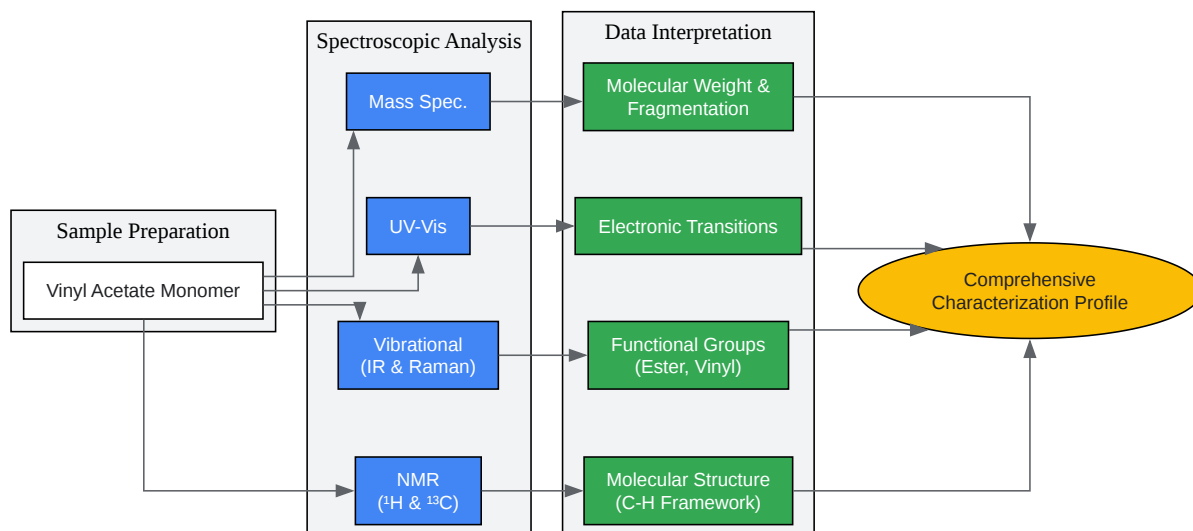 Sample Preparation
Vinyl Acetate Monomer
Spectroscopic Analysis
Mass Spec.
UV-Vis
Vibrational
(IR & Raman)
NMR
(¹H & ¹³C)
Data Interpretation
Molecular Weight &
Fragmentation
Electronic Transitions
Functional Groups
(Ester, Vinyl)
Molecular Structure
(C-H Framework)
Comprehensive
Characterization Profile